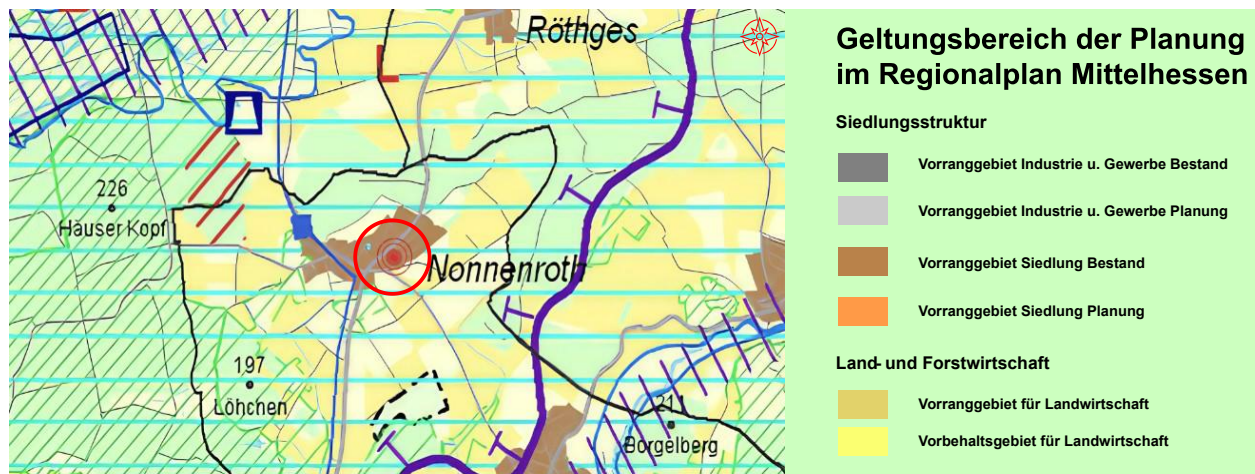 Röthges
226
Häuser Kopf
Nonnenroth
197
Löhchen
211
Borgelberg
Geltungsbereich der Planung
im Regionalplan Mittelhessen
Siedlungsstruktur
Vorranggebiet Industrie u. Gewerbe Bestand
Vorranggebiet Industrie u. Gewerbe Planung
Vorranggebiet Siedlung Bestand
Vorranggebiet Siedlung Planung
Land- und Forstwirtschaft
Vorranggebiet für Landwirtschaft
Vorbehaltsgebiet für Landwirtschaft